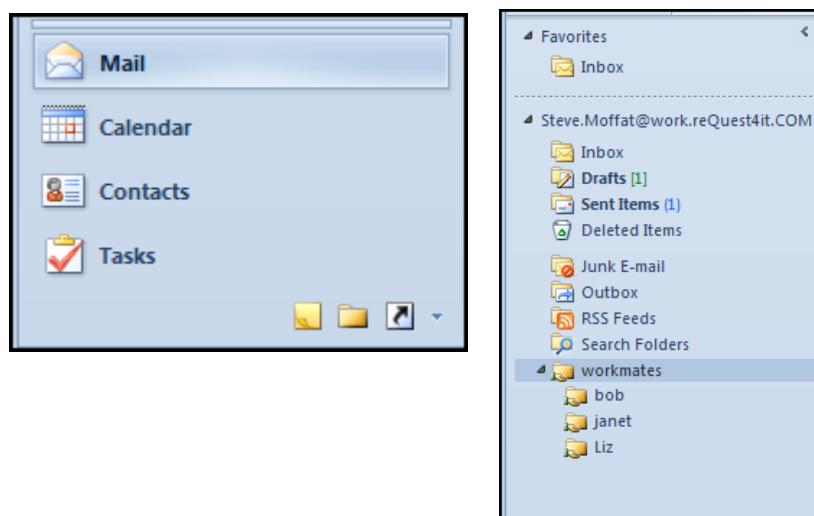 Mail
Calendar
Contacts
Tasks
Favorites
Inbox
Steve.Moffat@work.reQuest4it.COM
Inbox
Drafts [1]
Sent Items (1)
Deleted Items
Junk E-mail
Outbox
RSS Feeds
Search Folders
workmates
bob
janet
Liz